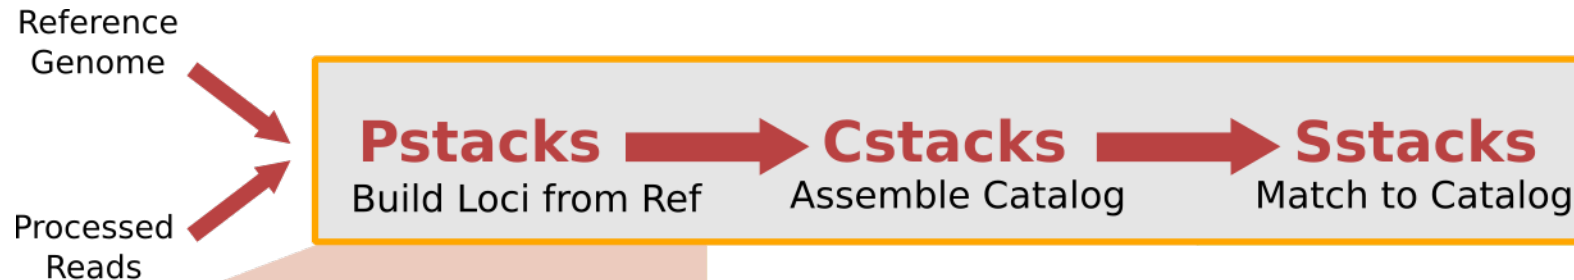 Reference
Genome
Pstacks
Build Loci from Ref
Cstacks
Assemble Catalog
Sstacks
Match to Catalog
Processed
Reads